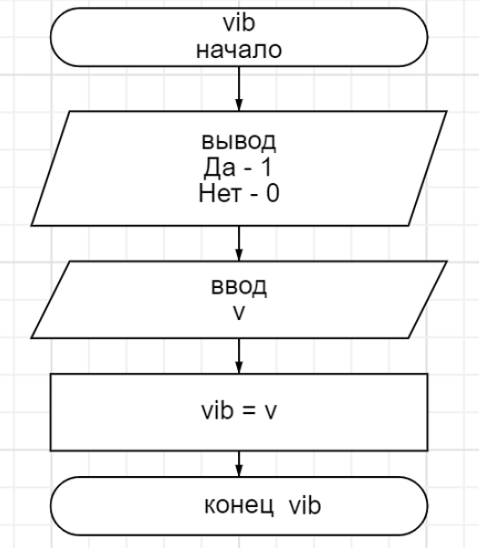 vib
начало
вывод
Да - 1
Нет - 0
ввод
v
vib = v
конец vib